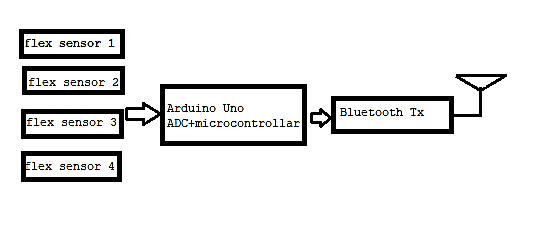 flex sensor 1
flex sensor 2
flex sensor 3
flex sensor 4
Arduino Uno
ADC+microcontrollar
Bluetooth Tx